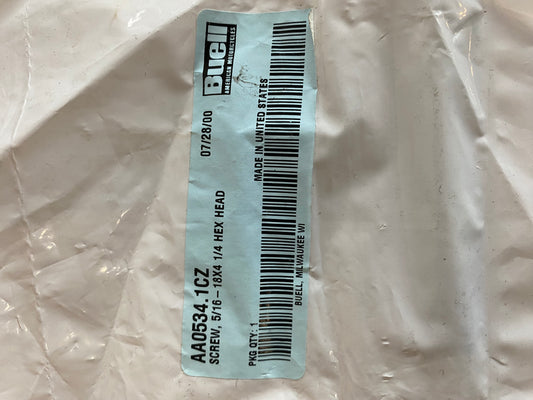 Buell
AMERICAN MOTORCYCLES
07/28/00
AA0534.1CZ
SCREW, 5/16-18X4 1/4 HEX HEAD
PKG QTY: 1
MADE IN UNITED STATES
BUELL, MILWAUKEE WI